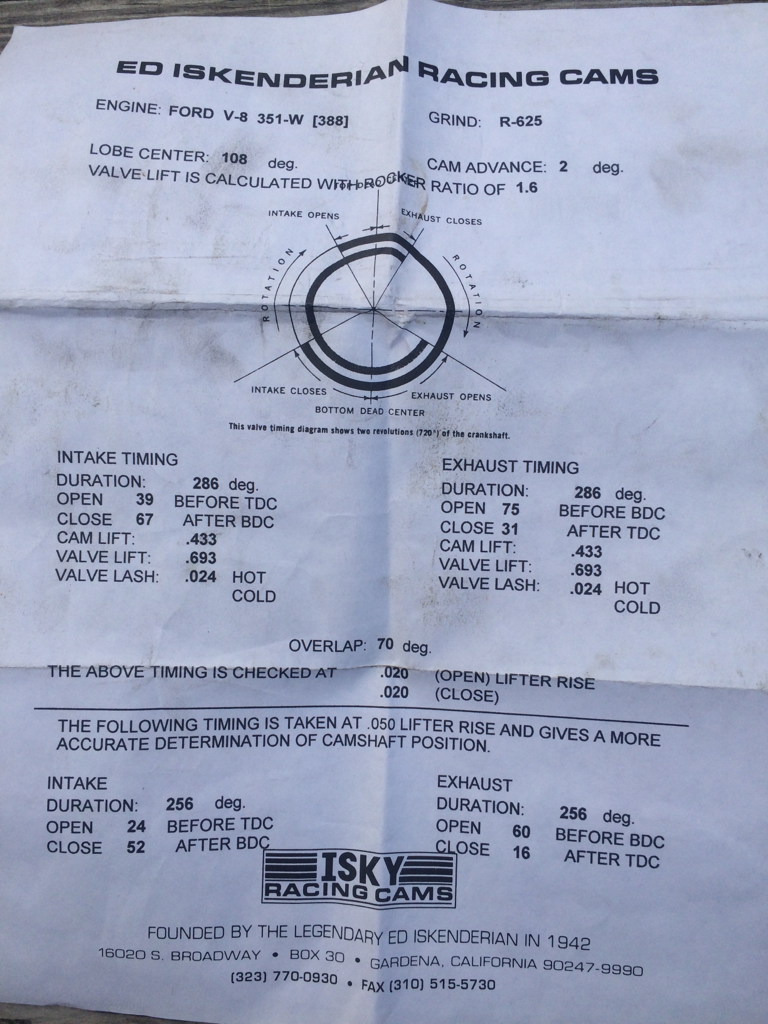 ED ISKENDERIAN RACING CAMS
ENGINE: FORD V-8 351-W [388] GRIND: R-625
LOBE CENTER: 108 deg. CAM ADVANCE: 2 deg.
VALVE LIFT IS CALCULATED WITH ROCKER RATIO OF 1.6
INTAKE OPENS EXHAUST CLOSES
ROTATION ROTATION
INTAKE CLOSES EXHAUST OPENS
BOTTOM DEAD CENTER
This valve timing diagram shows two revolutions (720°) of the crankshaft.
INTAKE TIMING
DURATION: 286 deg.
OPEN 39 BEFORE TDC
CLOSE 67 AFTER BDC
CAM LIFT: .433
VALVE LIFT: .693
VALVE LASH: .024 HOT
COLD
EXHAUST TIMING
DURATION: 286 deg.
OPEN 75 BEFORE BDC
CLOSE 31 AFTER TDC
CAM LIFT: .433
VALVE LIFT: .693
VALVE LASH: .024 HOT
COLD
OVERLAP: 70 deg.
THE ABOVE TIMING IS CHECKED AT .020 (OPEN) LIFTER RISE
.020 (CLOSE)
THE FOLLOWING TIMING IS TAKEN AT .050 LIFTER RISE AND GIVES A MORE
ACCURATE DETERMINATION OF CAMSHAFT POSITION.
INTAKE
DURATION: 256 deg.
OPEN 24 BEFORE TDC
CLOSE 52 AFTER BDC
EXHAUST
DURATION: 256 deg.
OPEN 60 BEFORE BDC
CLOSE 16 AFTER TDC
ISKY
RACING CAMS
FOUNDED BY THE LEGENDARY ED ISKENDERIAN IN 1942
16020 S. BROADWAY • BOX 30 • GARDENA, CALIFORNIA 90247-9990
(323) 770-0930 • FAX (310) 515-5730